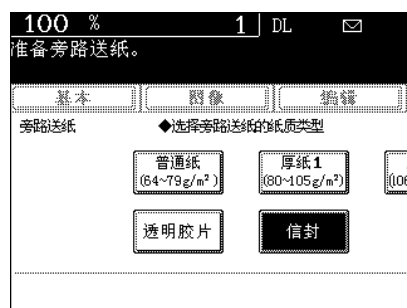 100 % 1 DL
准备旁路送纸。
基本 图像 编辑
旁路送纸 ◆选择旁路送纸的纸质类型
普通纸 厚纸1
(64~79g/m²) (80~105g/m²) (106
透明胶片 信封